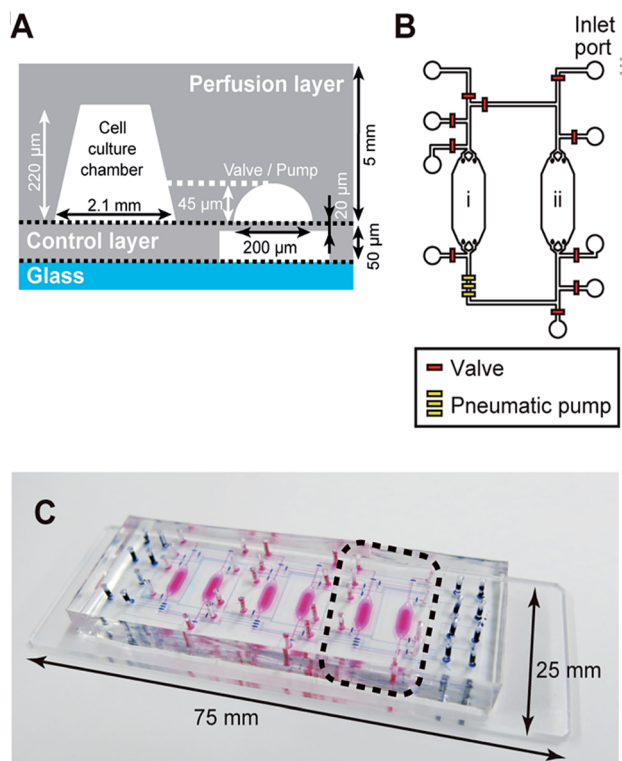 A
Perfusion layer
Cell
culture
chamber
220 µm
2.1 mm
Valve / Pump
45 µm
200 µm
20 µm
5 mm
50 µm
Control layer
Glass
B
Inlet
port
i
ii
Valve
Pneumatic pump
C
25 mm
75 mm